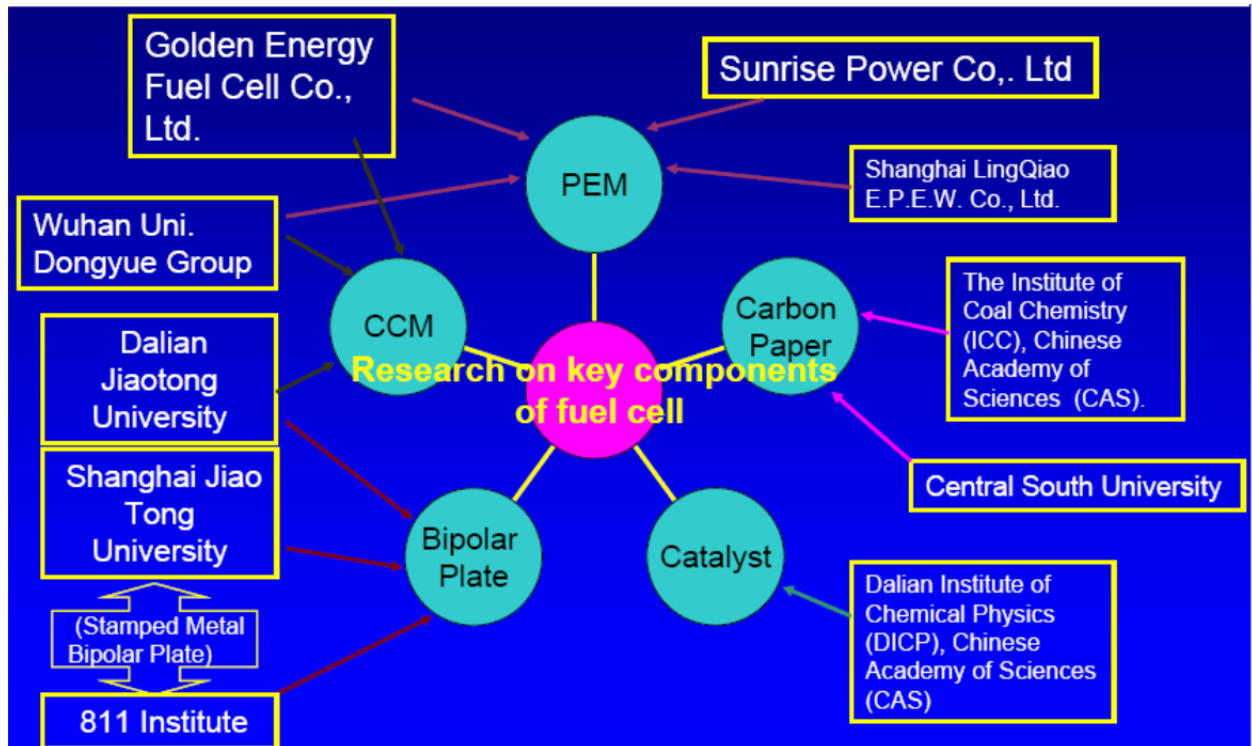 Golden Energy
Fuel Cell Co.,
Ltd.
Sunrise Power Co,. Ltd
PEM
Shanghai LingQiao
E.P.E.W. Co., Ltd.
Wuhan Uni.
Dongyue Group
CCM
Carbon
Paper
The Institute of
Coal Chemistry
(ICC), Chinese
Academy of
Sciences (CAS).
Dalian
Jiaotong
University
Research on key components
of fuel cell
Shanghai Jiao
Tong
University
Central South University
Bipolar
Plate
Catalyst
Dalian Institute of
Chemical Physics
(DICP), Chinese
Academy of Sciences
(CAS)
(Stamped Metal
Bipolar Plate)
811 Institute